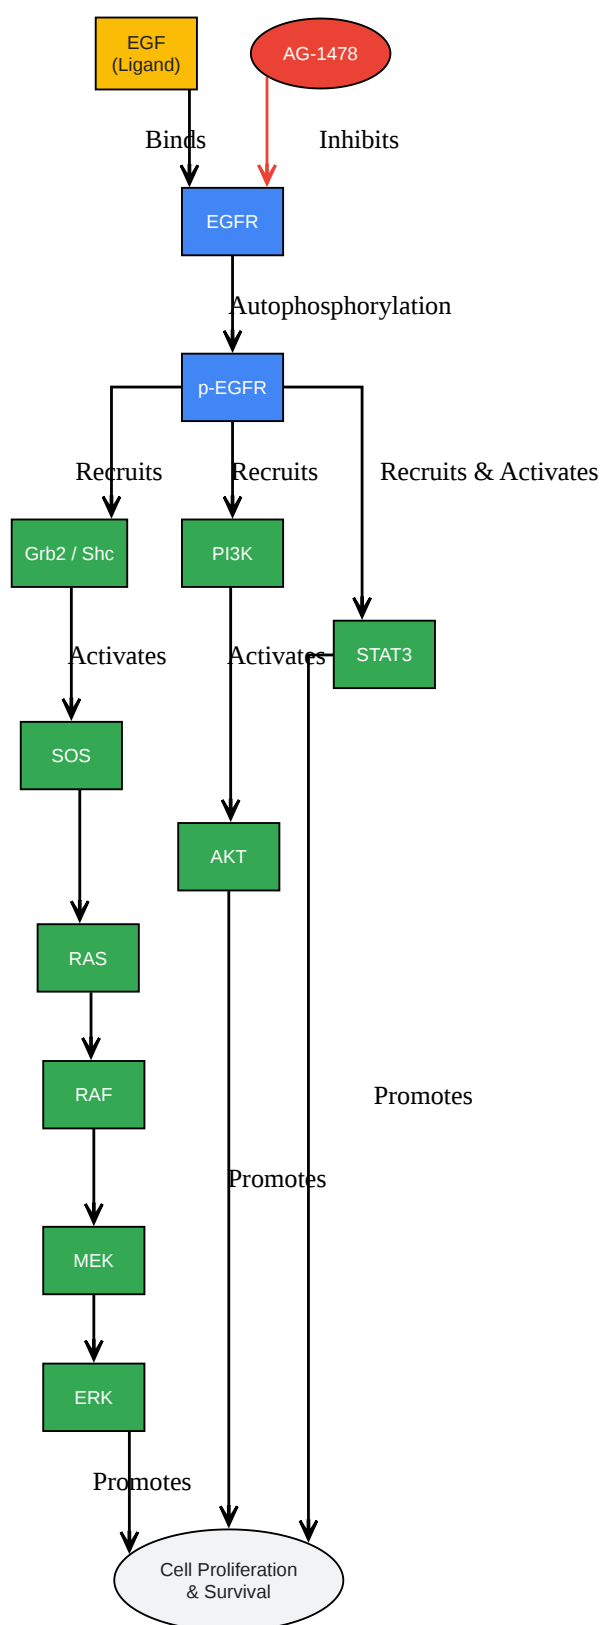 EGF
(Ligand)
AG-1478
Binds
Inhibits
EGFR
Autophosphorylation
p-EGFR
Recruits
Recruits
Recruits & Activates
Grb2 / Shc
PI3K
Activates
Activates
STAT3
SOS
AKT
RAS
RAF
Promotes
Promotes
MEK
ERK
Promotes
Cell Proliferation
& Survival